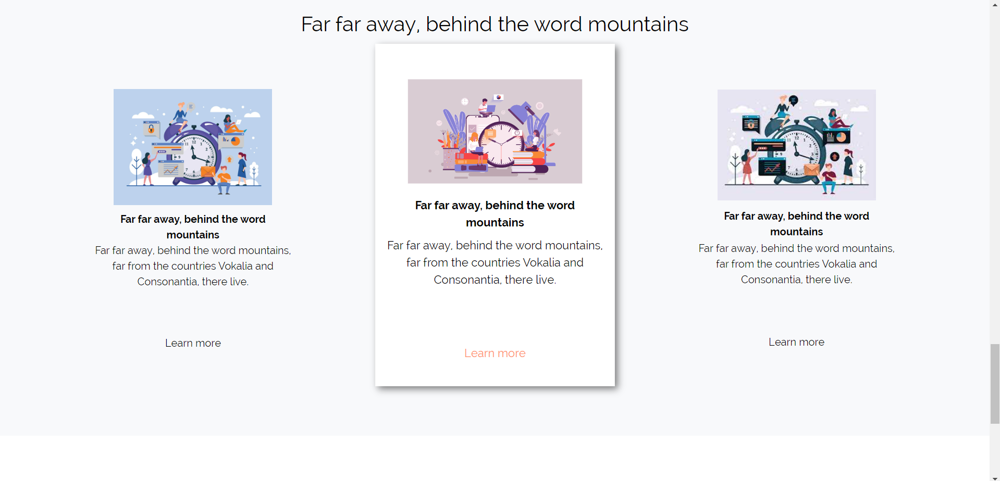 Far far away, behind the word mountains
Far far away, behind the word
mountains
Far far away, behind the word mountains,
far from the countries Vokalia and
Consonantia, there live.
Learn more
Far far away, behind the word
mountains
Far far away, behind the word mountains,
far from the countries Vokalia and
Consonantia, there live.
Learn more
Far far away, behind the word
mountains
Far far away, behind the word mountains,
far from the countries Vokalia and
Consonantia, there live.
Learn more